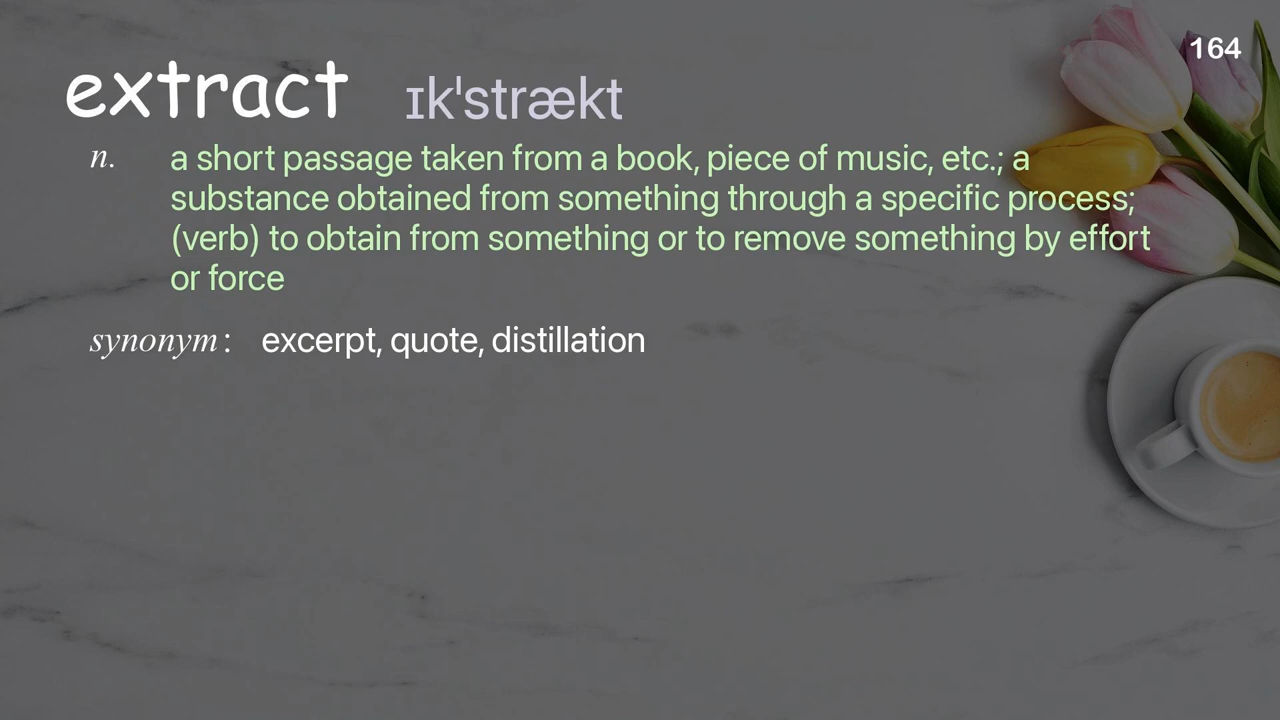 164
extract ɪk'strækt
n. a short passage taken from a book, piece of music, etc.; a
substance obtained from something through a specific process;
(verb) to obtain from something or to remove something by effort
or force
synonym: excerpt, quote, distillation